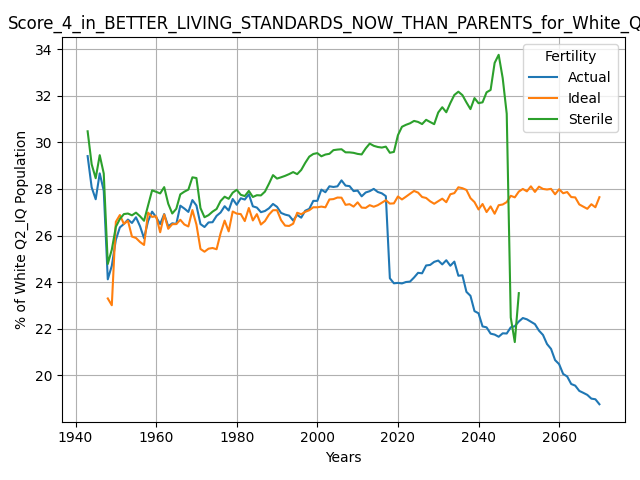 Score_4_in_BETTER_LIVING_STANDARDS_NOW_THAN_PARENTS_for_White_Q
34
32
30
28
26
24
22
20
% of White Q2_IQ Population
Fertility
Actual
Ideal
Sterile
1940 1960 1980 2000 2020 2040 2060
Years